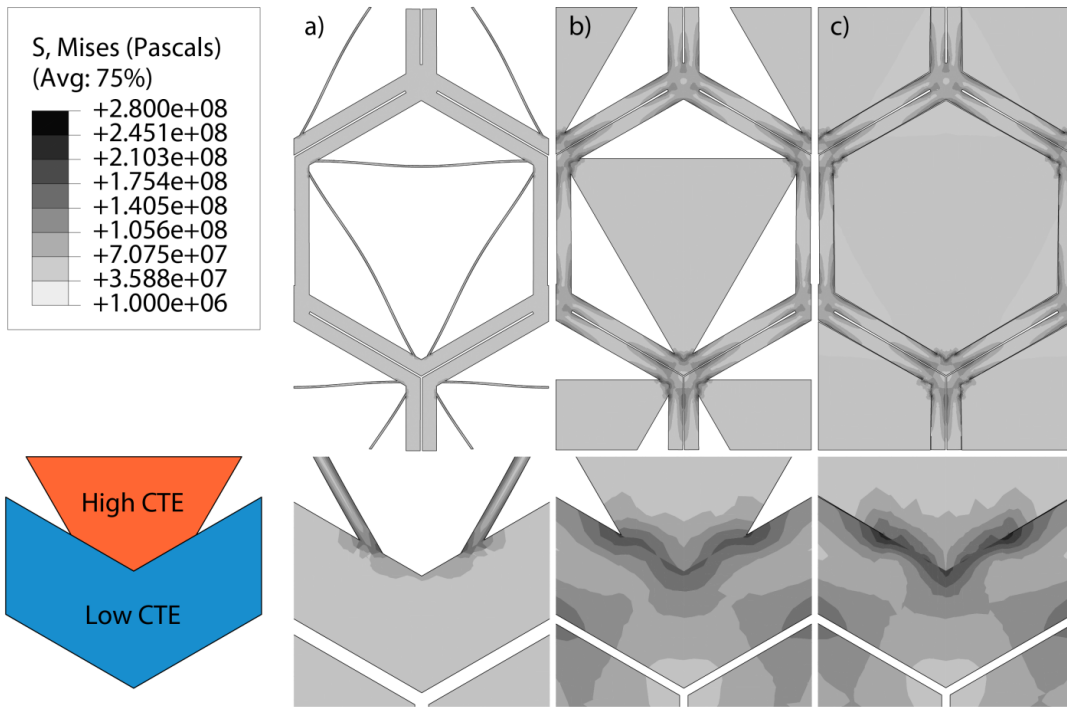 S, Mises (Pascals)
(Avg: 75%)
+2.800e+08
+2.451e+08
+2.103e+08
+1.754e+08
+1.405e+08
+1.056e+08
+7.075e+07
+3.588e+07
+1.000e+06
a)
b)
c)
High CTE
Low CTE